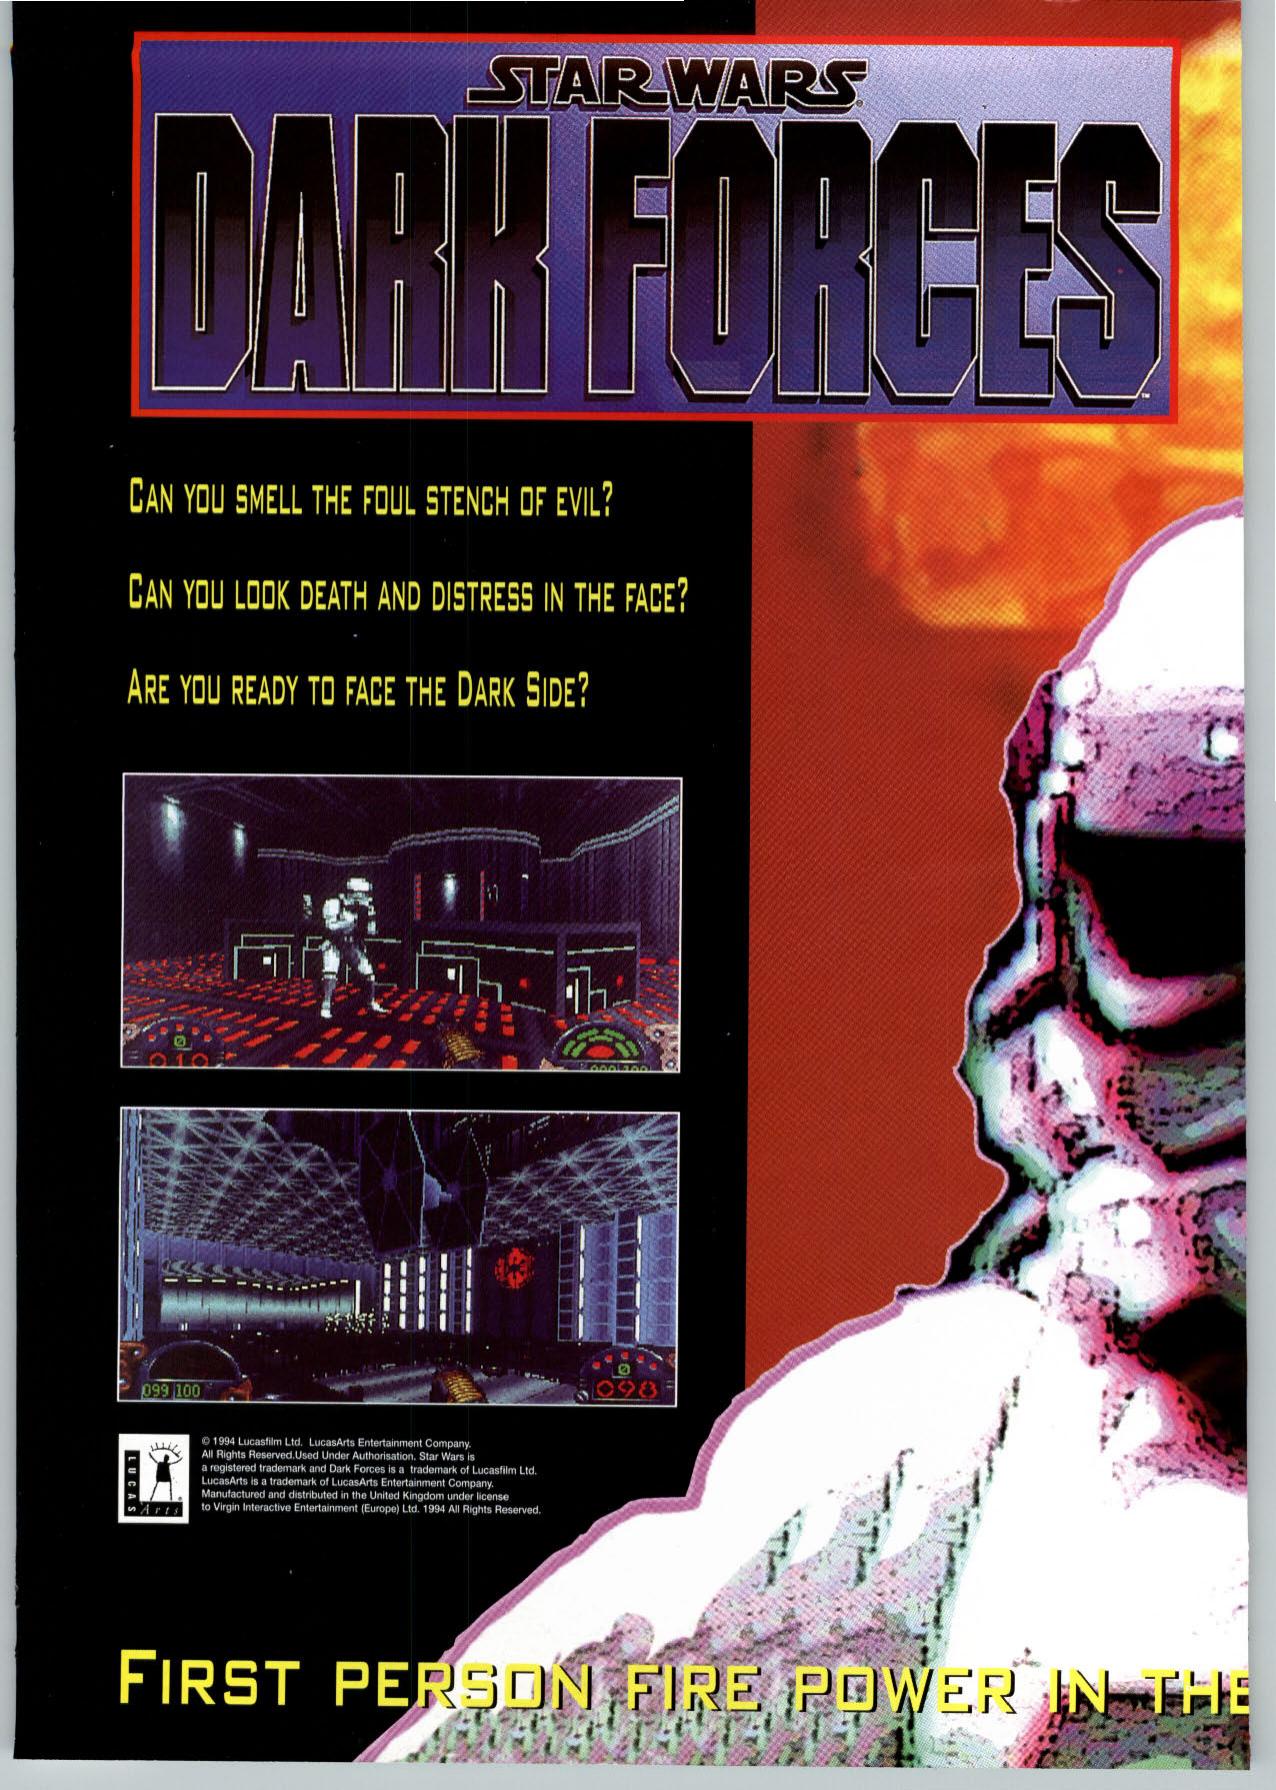 STAR WARS®
DARK FORCES™
CAN YOU SMELL THE FOUL STENCH OF EVIL?
CAN YOU LOOK DEATH AND DISTRESS IN THE FACE?
ARE YOU READY TO FACE THE DARK SIDE?
0
010
0
099 100
098
LUCAS
Arts
© 1994 Lucasfilm Ltd. LucasArts Entertainment Company.
All Rights Reserved.Used Under Authorisation. Star Wars is
a registered trademark and Dark Forces is a trademark of Lucasfilm Ltd.
LucasArts is a trademark of LucasArts Entertainment Company.
Manufactured and distributed in the United Kingdom under license
to Virgin Interactive Entertainment (Europe) Ltd. 1994 All Rights Reserved.
FIRST PERSON FIRE POWER IN THE